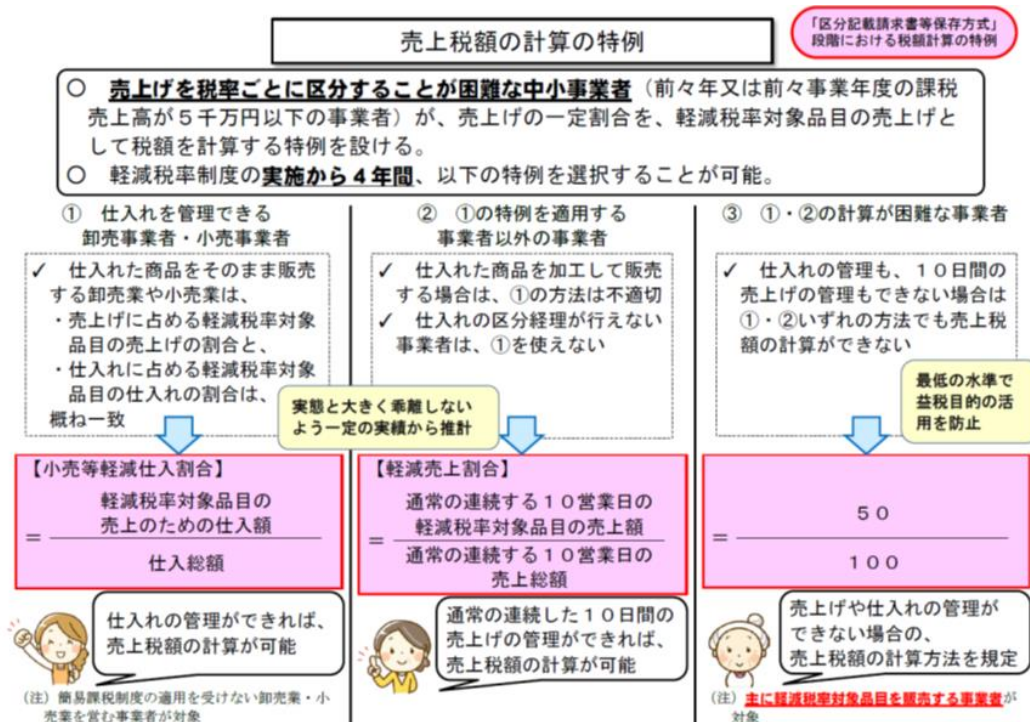 売上税額の計算の特例
「区分記載請求書等保存方式」
段階における税額計算の特例
○ 売上げを税率ごとに区分することが困難な中小事業者（前々年又は前々事業年度の課税
売上高が５千万円以下の事業者）が、売上げの一定割合を、軽減税率対象品目の売上げと
して税額を計算する特例を設ける。
○ 軽減税率制度の実施から４年間、以下の特例を選択することが可能。
① 仕入れを管理できる
卸売事業者・小売事業者
✓ 仕入れた商品をそのまま販売
する卸売業や小売業は、
・売上げに占める軽減税率対象
品目の売上げの割合と、
・仕入れに占める軽減税率対象
品目の仕入れの割合は、
概ね一致
【小売等軽減仕入割合】
軽減税率対象品目の
売上のための仕入額
＝
仕入総額
仕入れの管理ができれば、
売上税額の計算が可能
（注）簡易課税制度の適用を受けない卸売業・小
売業を営む事業者が対象
② ①の特例を適用する
事業者以外の事業者
✓ 仕入れた商品を加工して販売
する場合は、①の方法は不適切
✓ 仕入れの区分経理が行えない
事業者は、①を使えない
実態と大きく乖離しない
よう一定の実績から推計
【軽減売上割合】
通常の連続する１０営業日の
軽減税率対象品目の売上額
＝
通常の連続する１０営業日の
売上総額
通常の連続した１０日間の
売上げの管理ができれば、
売上税額の計算が可能
③ ①・②の計算が困難な事業者
✓ 仕入れの管理も、１０日間の
売上げの管理もできない場合は
①・②いずれの方法でも売上税
額の計算ができない
最低の水準で
益税目的の活
用を防止
５０
＝
１００
売上げや仕入れの管理が
できない場合の、
売上税額の計算方法を規定
（注）主に軽減税率対象品目を販売する事業者が
対象